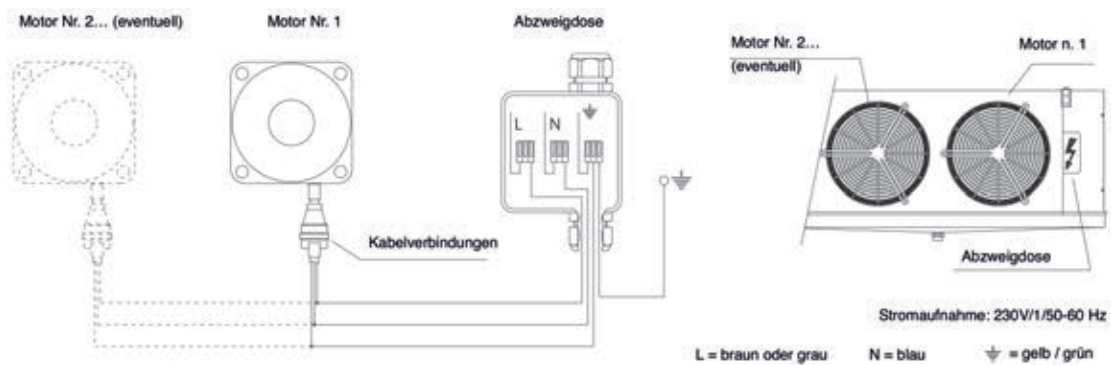 Motor Nr. 2... (eventuell)
Motor Nr. 1
Abzweigdose
L
N
Kabelverbindungen
Motor Nr. 2...
(eventuell)
Motor n. 1
Abzweigdose
Stromaufnahme: 230V/1/50-60 Hz
L = braun oder grau
N = blau
= gelb / grün